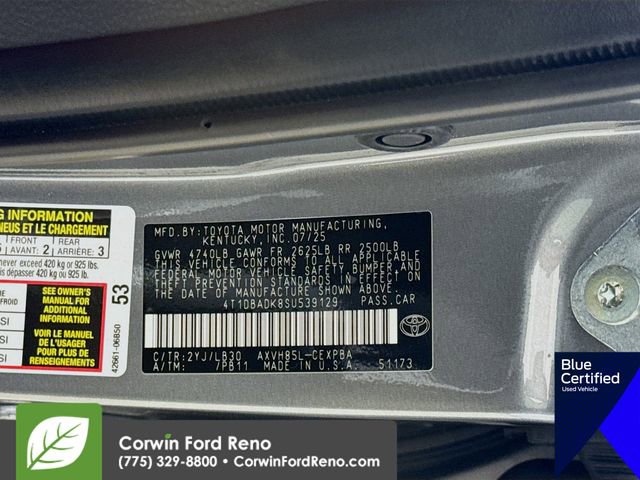 G INFORMATION
NEUS ET LE CHARGEMENT
FRONT 2 REAR 3
AVANT: ARRIÈRE:
never exceed 420 kg or 925 lbs.
is dépasser 420 kg ou 925 lb.
SEE OWNER'S
MANUAL FOR
ADDITIONAL
INFORMATION
VOIR LE MANUEL
DE L'USAGER
POUR PLUS DE
RENSEIGNEMENTS
53
42661-06B50
MFD.BY:TOYOTA MOTOR MANUFACTURING,
KENTUCKY, INC.07/25
GVWR 4740LB GAWR FR 2625LB RR 2500LB
THIS VEHICLE CONFORMS TO ALL APPLICABLE
FEDERAL MOTOR VEHICLE SAFETY, BUMPER,AND
THEFT PREVENTION STANDARDS IN EFFECT
ON THE DATE OF MANUFACTURE SHOWN ABOVE.
4T1DBADK8SU539129 PASS.CAR
C/TR:2YJ/LB30 AXVH85L-CEXPBA
A/TM: 7PB11 MADE IN U.S.A. 51173
Blue
Certified
Used Vehicle
Corwin Ford Reno
(775) 329-8800 • CorwinFordReno.com